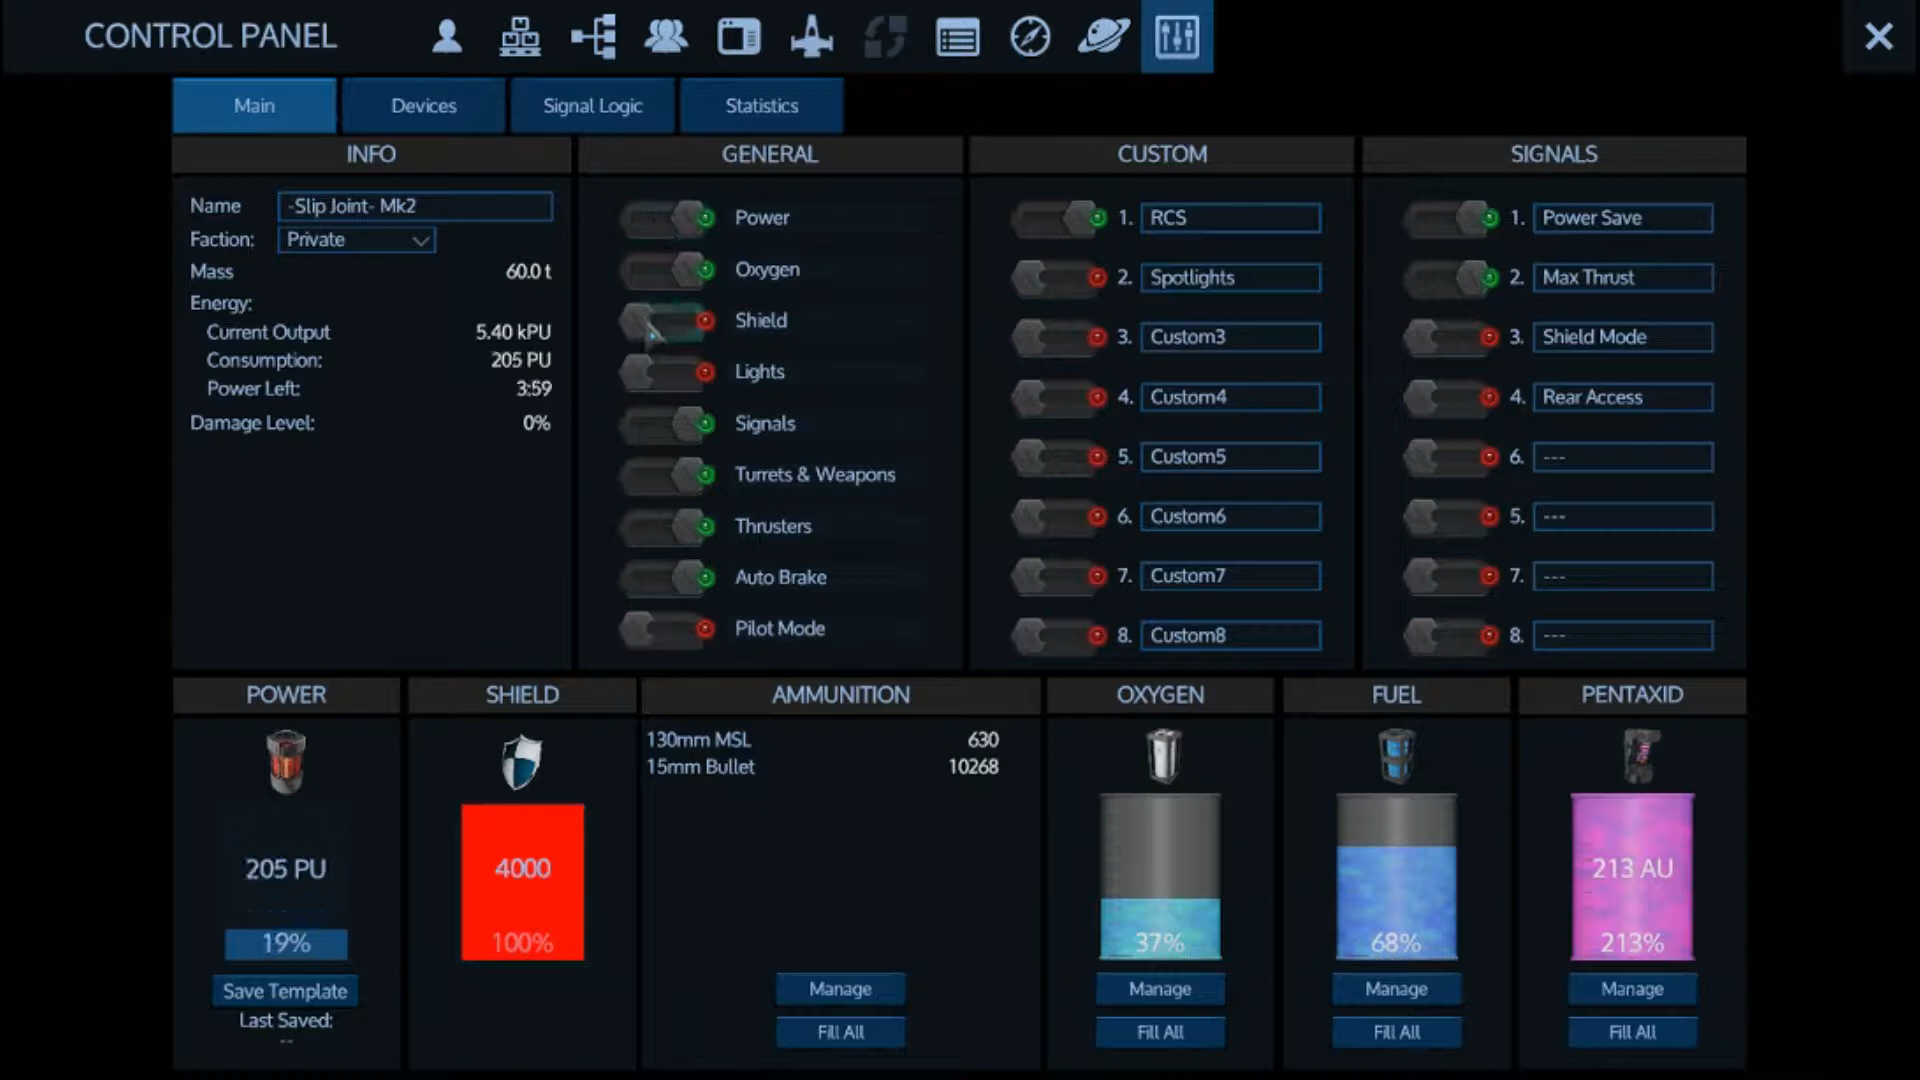 CONTROL PANEL
Main
Devices
Signal Logic
Statistics
INFO
Name
-Slip Joint- Mk2
Faction:
Private
Mass
60.0 t
Energy:
Current Output
5.40 kPU
Consumption:
205 PU
Power Left:
3:59
Damage Level:
0%
GENERAL
Power
Oxygen
Shield
Lights
Signals
Turrets & Weapons
Thrusters
Auto Brake
Pilot Mode
CUSTOM
1. RCS
2. Spotlights
3. Custom3
4. Custom4
5. Custom5
6. Custom6
7. Custom7
8. Custom8
SIGNALS
1. Power Save
2. Max Thrust
3. Shield Mode
4. Rear Access
6. ---
5. ---
7. ---
8. ---
POWER
205 PU
19%
Save Template
Last Saved:
--
SHIELD
4000
100%
AMMUNITION
130mm MSL
630
15mm Bullet
10268
Manage
Fill All
OXYGEN
37%
Manage
Fill All
FUEL
68%
Manage
Fill All
PENTAXID
213 AU
213%
Manage
Fill All